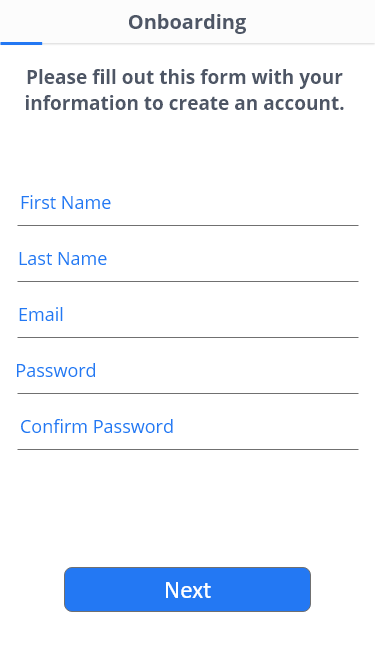 Onboarding
Please fill out this form with your
information to create an account.
First Name
Last Name
Email
Password
Confirm Password
Next